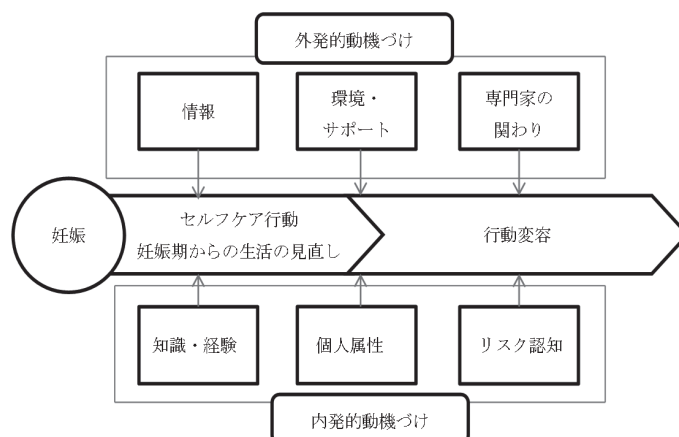 外発的動機づけ
情報
環境・
サポート
専門家の
関わり
妊娠
セルフケア行動
妊娠期からの生活の見直し
行動変容
知識・経験
個人属性
リスク認知
内発的動機づけ